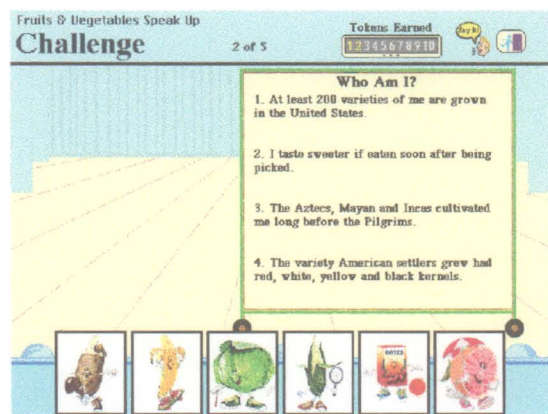 Fruits & Vegetables Speak Up
Challenge
2 of 5
Tokens Earned
12345678910
Say it!
Who Am I?
1. At least 200 varieties of me are grown
in the United States.
2. I taste sweeter if eaten soon after being
picked.
3. The Aztecs, Mayan and Incas cultivated
me long before the Pilgrims.
4. The variety American settlers grew had
red, white, yellow and black kernels.
DATES